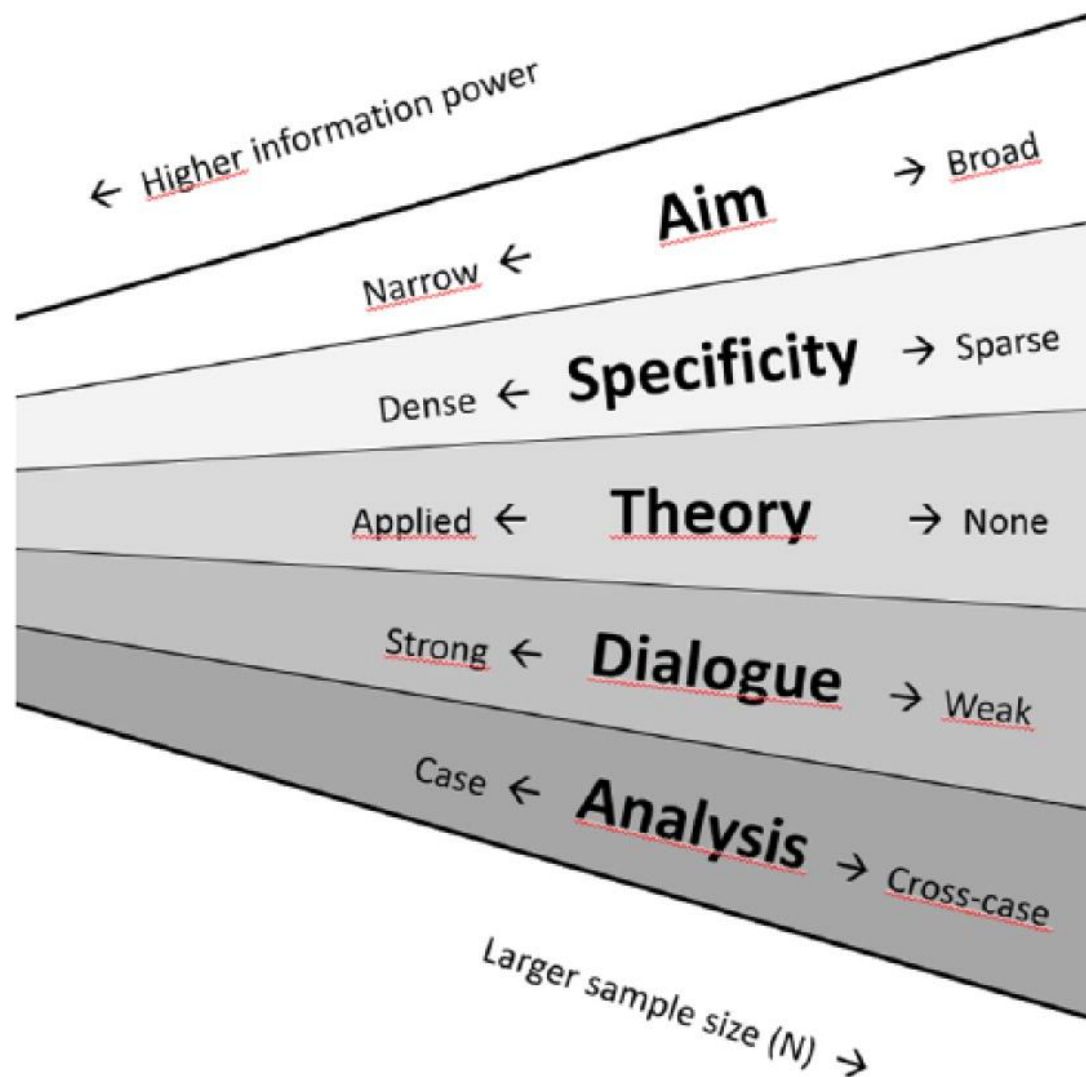 ← Higher information power
Narrow ← Aim → Broad
Dense ← Specificity → Sparse
Applied ← Theory → None
Strong ← Dialogue → Weak
Case ← Analysis → Cross-case
Larger sample size (N) →